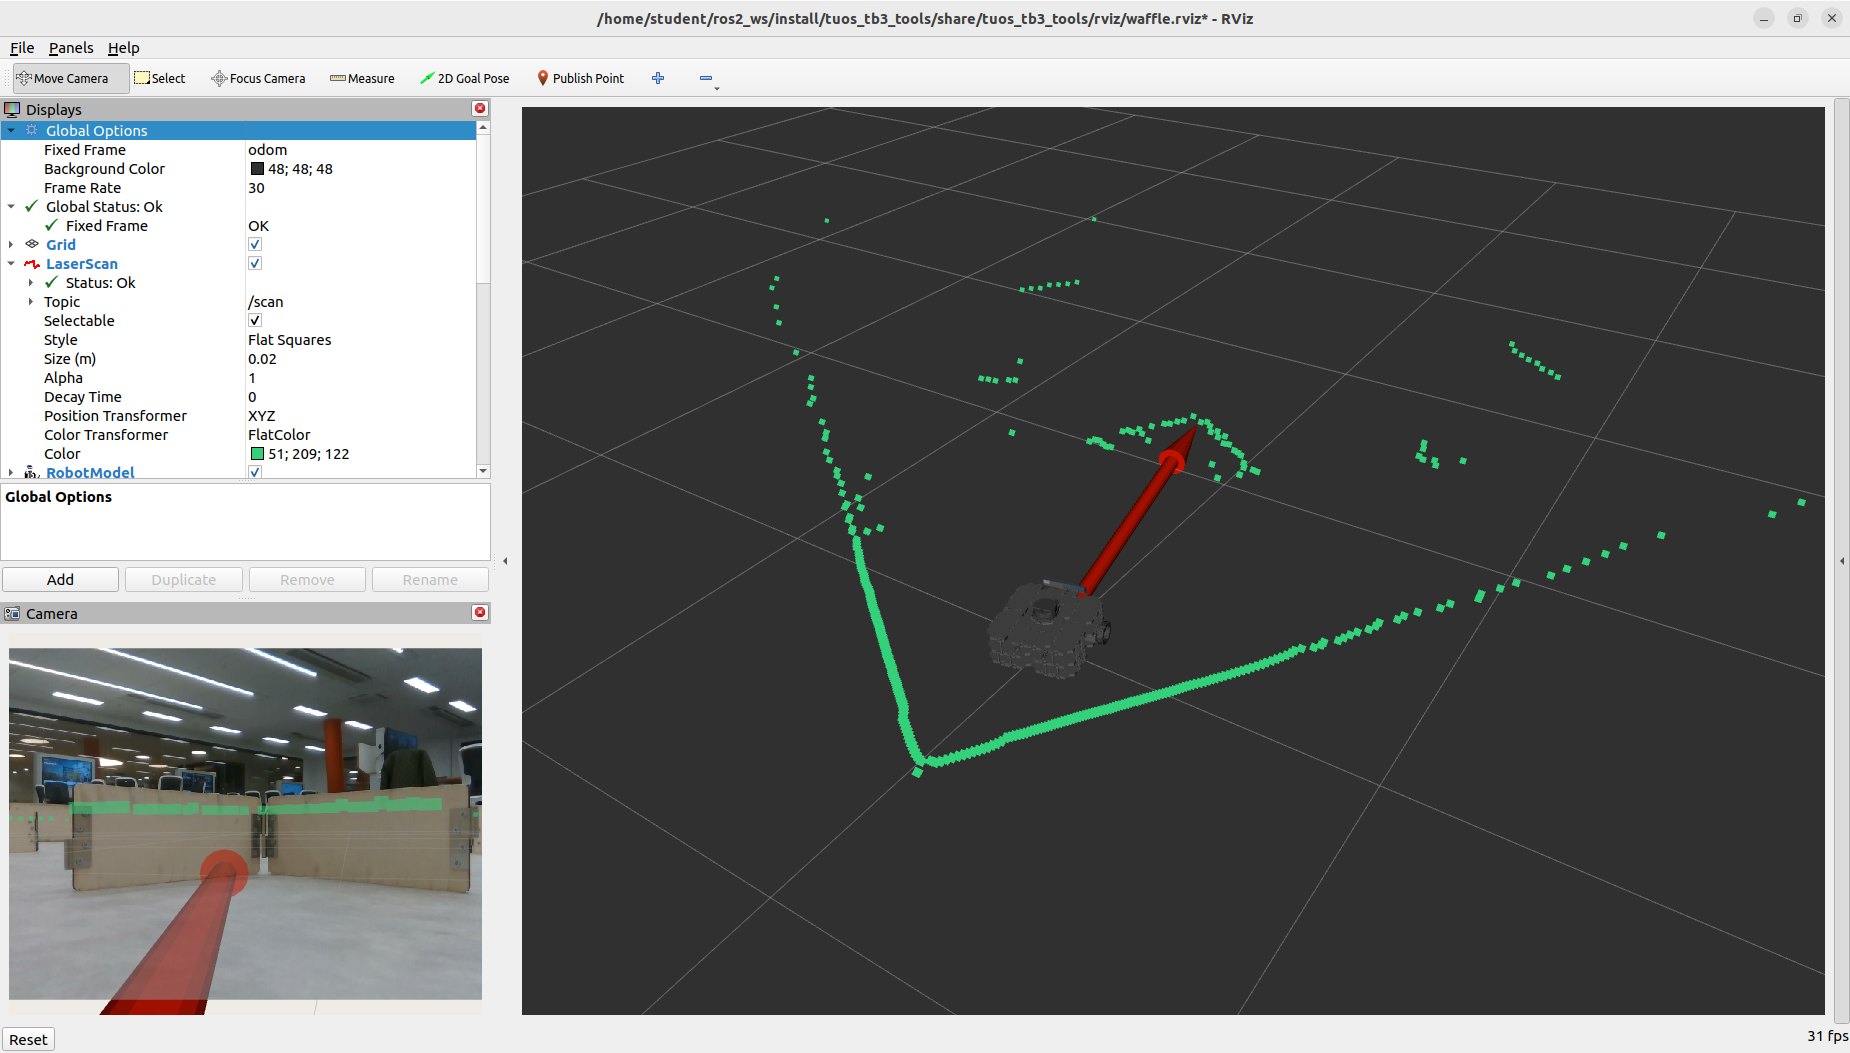 /home/student/ros2_ws/install/tuos_tb3_tools/share/tuos_tb3_tools/rviz/waffle.rviz* - RViz
File Panels Help
Move Camera Select Focus Camera Measure 2D Goal Pose Publish Point
Displays
Global Options
Fixed Frame odom
Background Color 48; 48; 48
Frame Rate 30
Global Status: Ok
Fixed Frame OK
Grid
LaserScan
Status: Ok
Topic /scan
Selectable
Style Flat Squares
Size (m) 0.02
Alpha 1
Decay Time 0
Position Transformer XYZ
Color Transformer FlatColor
Color 51; 209; 122
RobotModel
Global Options
Add Duplicate Remove Rename
Camera
Reset
31 fps